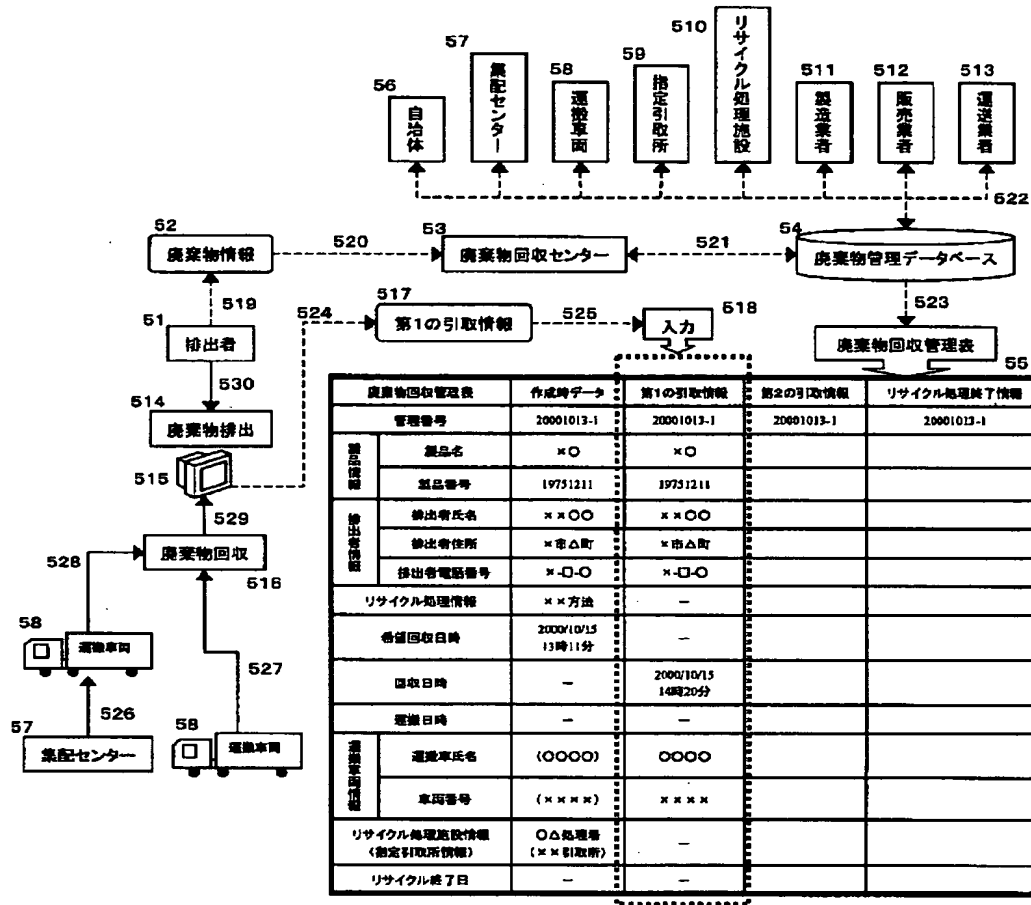 56
自治体
57
集配センター
58
運搬車両
59
指定引取所
510
リサイクル処理施設
511
製造業者
512
販売業者
513
運送業者
522
52
廃棄物情報
520
53
廃棄物回収センター
521
54
廃棄物管理データベース
519
524
517
第1の引取情報
525
518
入力
523
51
排出者
廃棄物回収管理表
55
530
514
廃棄物排出
515
529
廃棄物回収
516
528
58
運搬車両
527
526
57
集配センター
58
運搬車両
廃棄物回収管理表 作成時データ 第1の引取情報 第2の引取情報 リサイクル処理終了情報
管理番号 20001013-1 20001013-1 20001013-1 20001013-1
製品情報
製品名 ×○ ×○
製品番号 19751211 19751211
排出者情報
排出者氏名 ××○○ ××○○
排出者住所 ×市△町 ×市△町
排出者電話番号 ×-□-○ ×-□-○
リサイクル処理情報 ××方法 －
希望回収日時 2000/10/15 －
13時11分
回収日時 － 2000/10/15
14時20分
運搬日時 － －
運搬車両情報
運搬車氏名 (○○○○) ○○○○
車両番号 (××××) ××××
リサイクル処理施設情報 ○△処理場 －
(指定引取所情報) (××引取所)
リサイクル終了日 － －